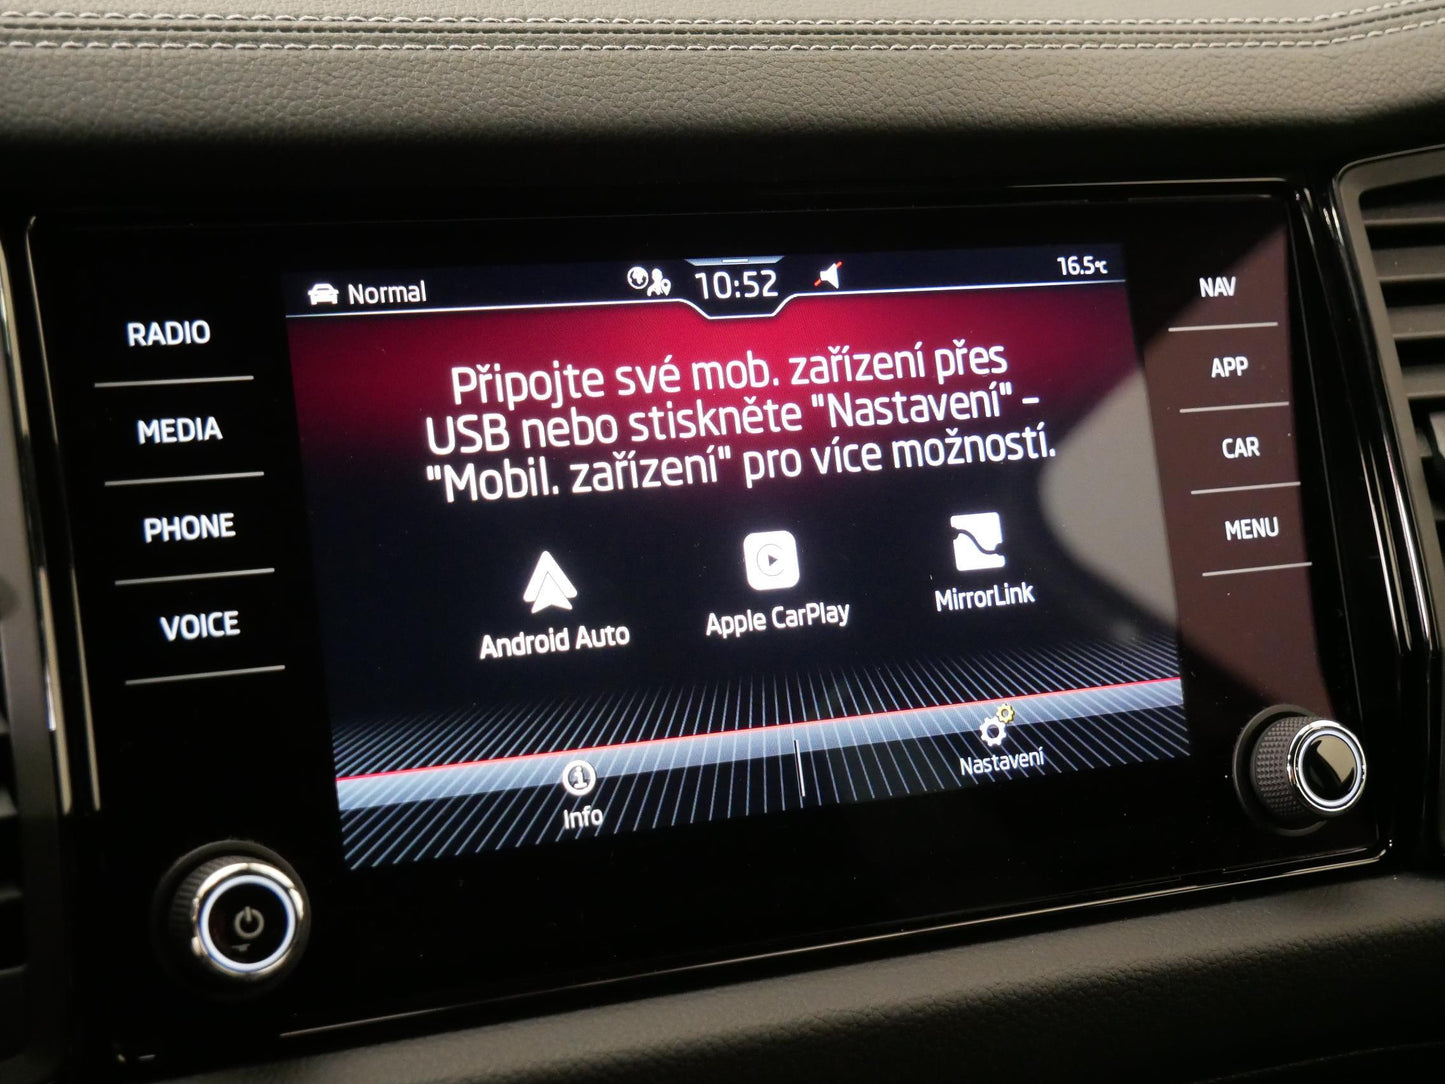 Normal
10:52
16.5°C
RADIO
MEDIA
PHONE
VOICE
Připojte své mob. zařízení přes
USB nebo stiskněte "Nastavení" -
"Mobil. zařízení" pro více možností.
Android Auto
Apple CarPlay
MirrorLink
Info
Nastavení
NAV
APP
CAR
MENU